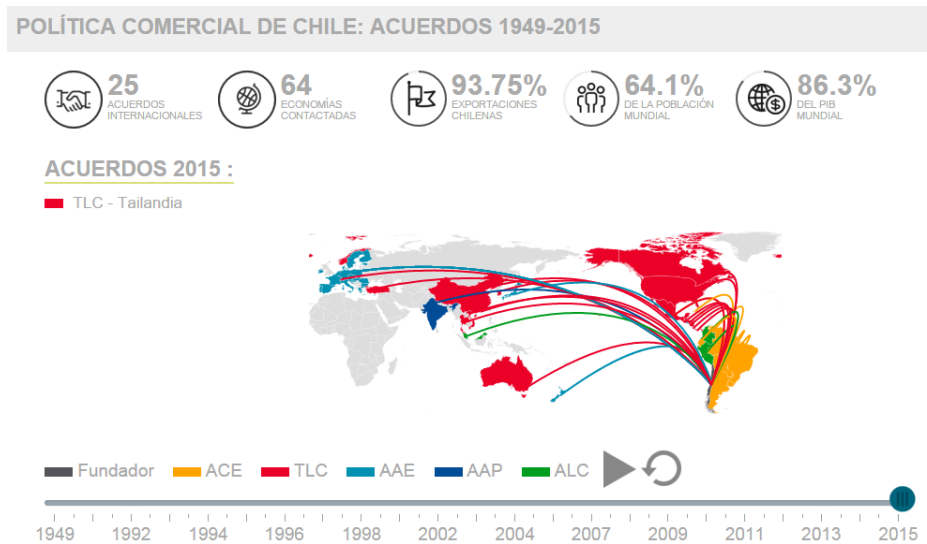 POLÍTICA COMERCIAL DE CHILE: ACUERDOS 1949-2015
25
ACUERDOS
INTERNACIONALES
64
ECONOMÍAS
CONTACTADAS
93.75%
EXPORTACIONES
CHILENAS
64.1%
DE LA POBLACIÓN
MUNDIAL
86.3%
DEL PIB
MUNDIAL
ACUERDOS 2015 :
TLC - Tailandia
Fundador ACE TLC AAE AAP ALC
1949 1992 1994 1996 1998 2002 2004 2007 2009 2011 2013 2015